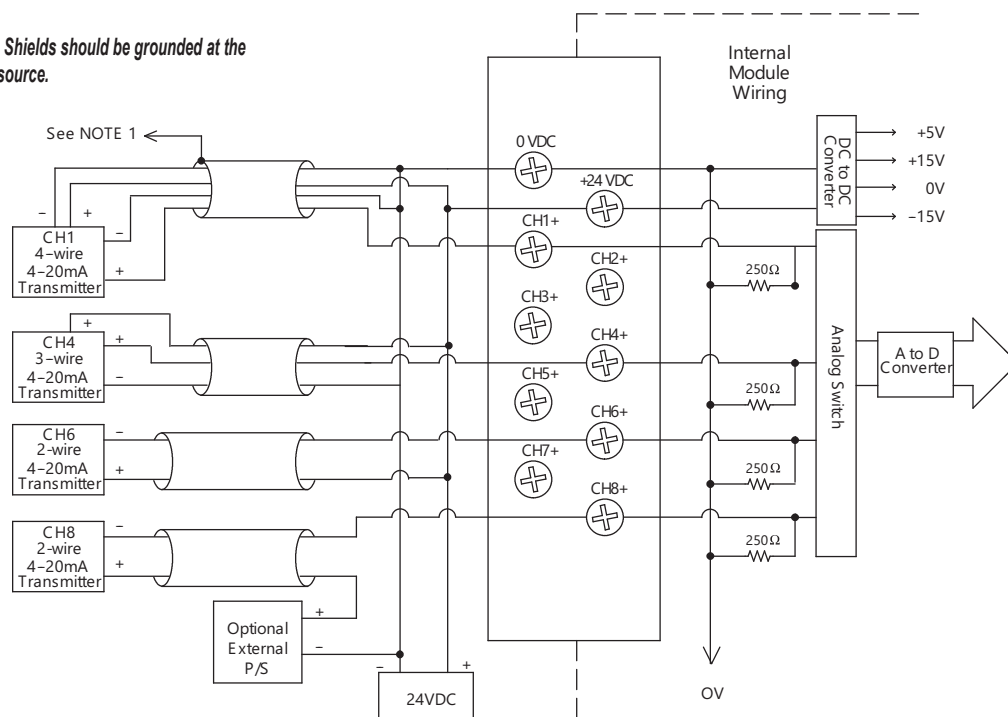 Shields should be grounded at the
source.
Internal
Module
Wiring
See NOTE 1
0 VDC
+24 VDC
DC to DC
Converter
+5V
+15V
0V
−15V
− +
CH1
4−wire
4−20mA
Transmitter
−
+
CH1+
CH2+
CH3+
CH4+
CH5+
CH6+
CH7+
CH8+
250Ω
250Ω
250Ω
250Ω
Analog Switch
A to D
Converter
+
CH4
3−wire
4−20mA
Transmitter
+
−
CH6
2−wire
4−20mA
Transmitter
−
+
CH8
2-wire
4−20mA
Transmitter
−
+
Optional
External
P/S
+
−
− +
24VDC
OV